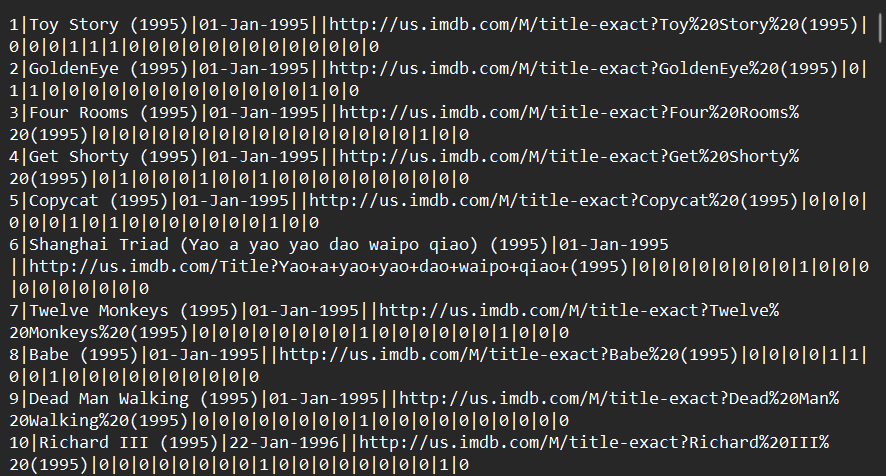 1|Toy Story (1995)|01-Jan-1995||http://us.imdb.com/M/title-exact?Toy%20Story%20(1995)|
0|0|0|1|1|1|0|0|0|0|0|0|0|0|0|0|0|0|0
2|GoldenEye (1995)|01-Jan-1995||http://us.imdb.com/M/title-exact?GoldenEye%20(1995)|0|
1|1|0|0|0|0|0|0|0|0|0|0|0|0|0|1|0|0
3|Four Rooms (1995)|01-Jan-1995||http://us.imdb.com/M/title-exact?Four%20Rooms%
20(1995)|0|0|0|0|0|0|0|0|0|0|0|0|0|0|0|0|1|0|0
4|Get Shorty (1995)|01-Jan-1995||http://us.imdb.com/M/title-exact?Get%20Shorty%
20(1995)|0|1|0|0|0|1|0|0|1|0|0|0|0|0|0|0|0|0|0
5|Copycat (1995)|01-Jan-1995||http://us.imdb.com/M/title-exact?Copycat%20(1995)|0|0|0|
0|0|0|1|0|1|0|0|0|0|0|0|0|1|0|0
6|Shanghai Triad (Yao a yao yao dao waipo qiao) (1995)|01-Jan-1995
||http://us.imdb.com/Title?Yao+a+yao+yao+dao+waipo+qiao+(1995)|0|0|0|0|0|0|0|0|1|0|0|0
|0|0|0|0|0|0|0
7|Twelve Monkeys (1995)|01-Jan-1995||http://us.imdb.com/M/title-exact?Twelve%
20Monkeys%20(1995)|0|0|0|0|0|0|0|0|1|0|0|0|0|0|0|1|0|0|0
8|Babe (1995)|01-Jan-1995||http://us.imdb.com/M/title-exact?Babe%20(1995)|0|0|0|0|1|1|
0|0|1|0|0|0|0|0|0|0|0|0|0
9|Dead Man Walking (1995)|01-Jan-1995||http://us.imdb.com/M/title-exact?Dead%20Man%
20Walking%20(1995)|0|0|0|0|0|0|0|0|1|0|0|0|0|0|0|0|0|0|0
10|Richard III (1995)|22-Jan-1996||http://us.imdb.com/M/title-exact?Richard%20III%
20(1995)|0|0|0|0|0|0|0|0|1|0|0|0|0|0|0|0|0|1|0